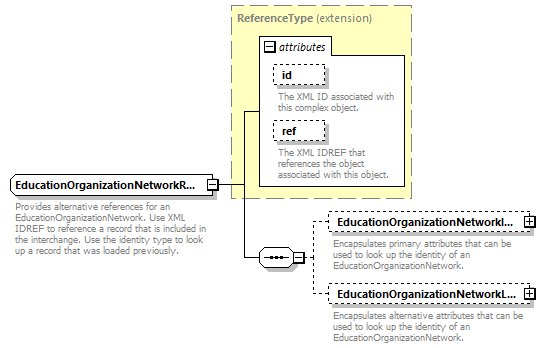 ReferenceType (extension)
attributes
id
The XML ID associated with
this complex object.
ref
The XML IDREF that
references the object
associated with this object.
EducationOrganizationNetworkR...
Provides alternative references for an
EducationOrganizationNetwork. Use XML
IDREF to reference a record that is included in
the interchange. Use the identity type to look
up a record that was loaded previously.
EducationOrganizationNetworkI...
Encapsulates primary attributes that can be
used to look up the identity of an
EducationOrganizationNetwork.
EducationOrganizationNetworkL...
Encapsulates alternative attributes that can be
used to look up the identity of an
EducationOrganizationNetwork.